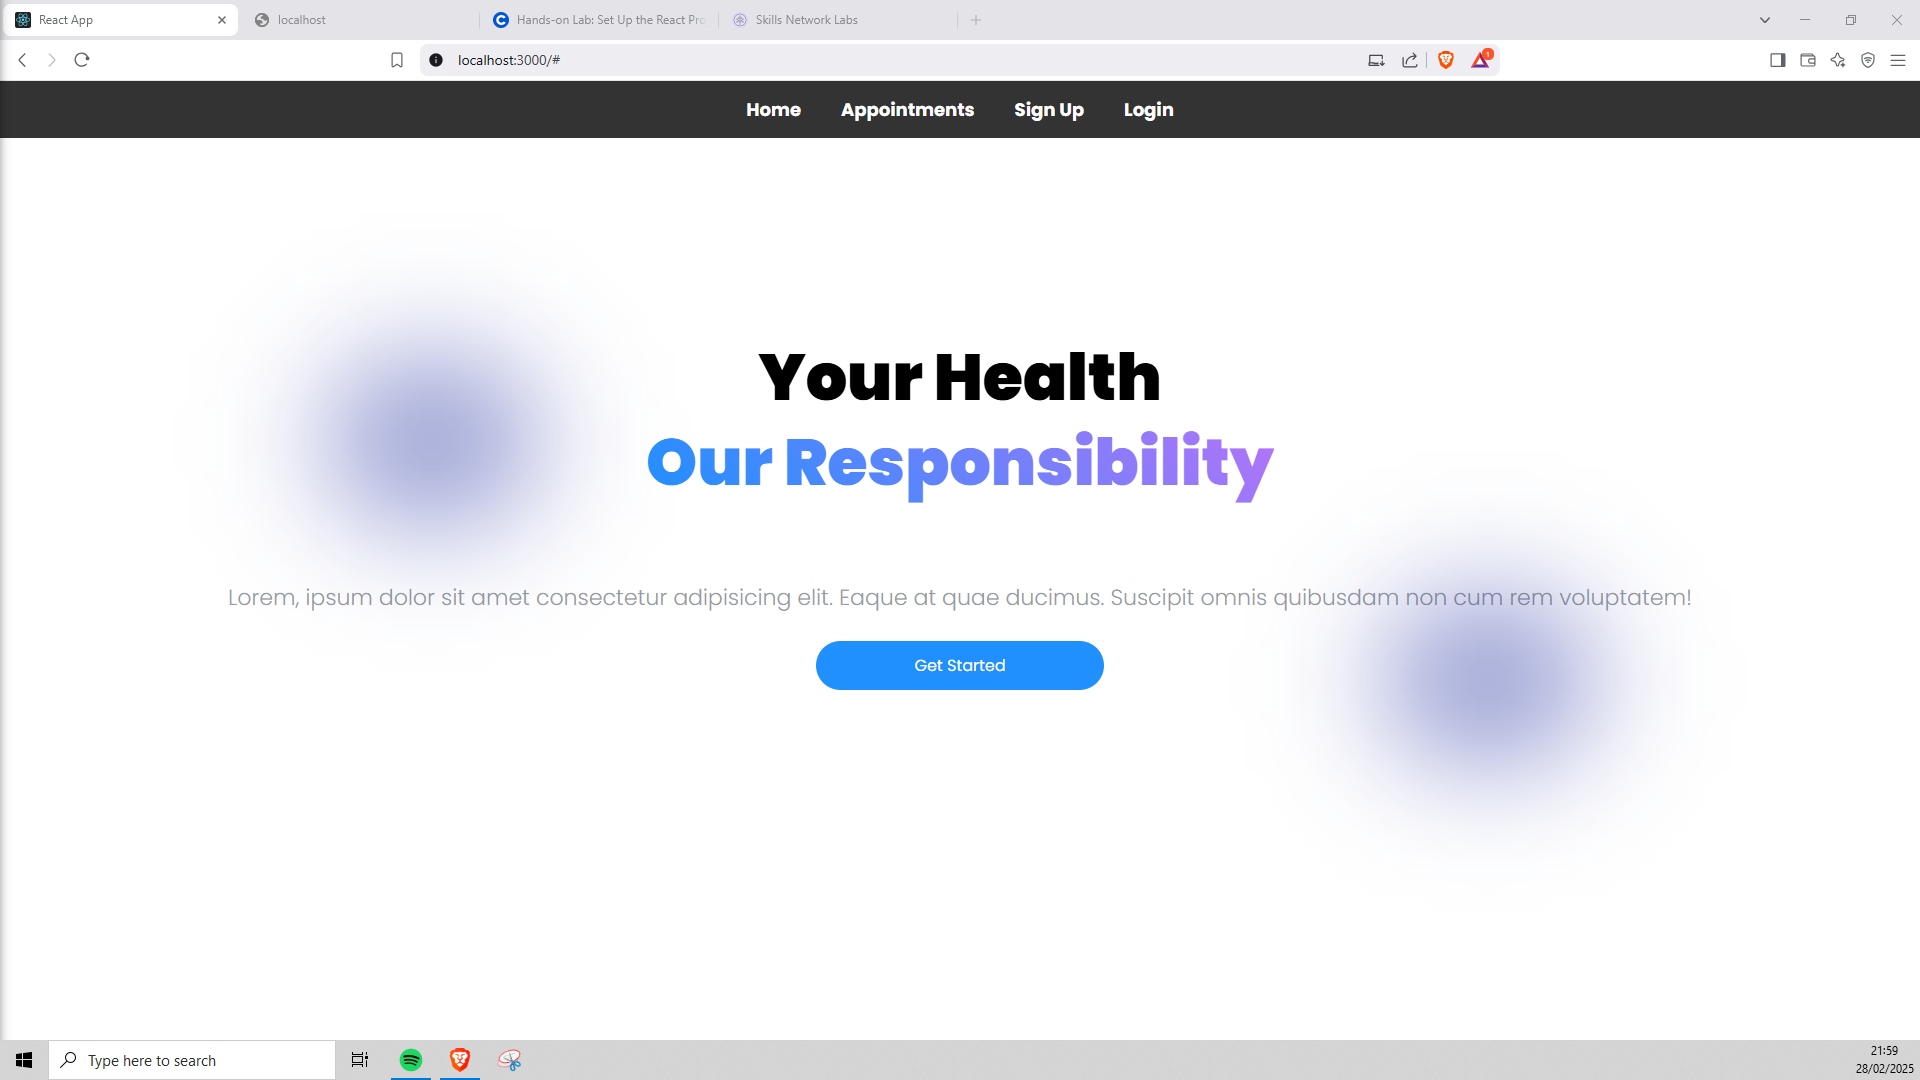 React App
localhost
Hands-on Lab: Set Up the React Pro
Skills Network Labs
localhost:3000/#
1
Home Appointments Sign Up Login
Your Health
Our Responsibility
Lorem, ipsum dolor sit amet consectetur adipisicing elit. Eaque at quae ducimus. Suscipit omnis quibusdam non cum rem voluptatem!
Get Started
Type here to search
21:59
28/02/2025